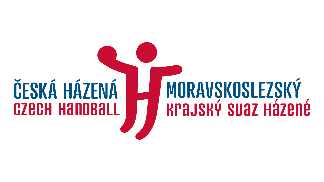 ČESKÁ HÁZENÁ
CZECH HANDBALL
MORAVSKOSLEZSKÝ
KRAJSKÝ SVAZ HÁZENÉ